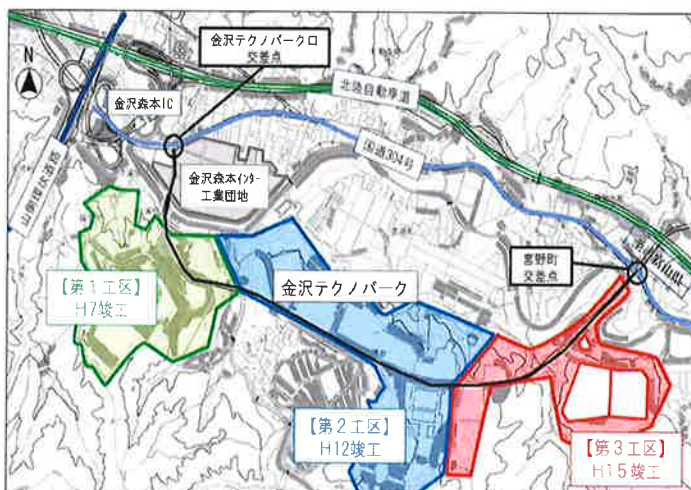 金沢テクノパーク口
交差点
N
北陸自動車道
金沢森本IC
国道304号
山側環状道路
金沢森本インター
工業団地
宮野町
交差点
【第1工区】
H7竣工
金沢テクノパーク
【第2工区】
H12竣工
【第3工区】
H15竣工